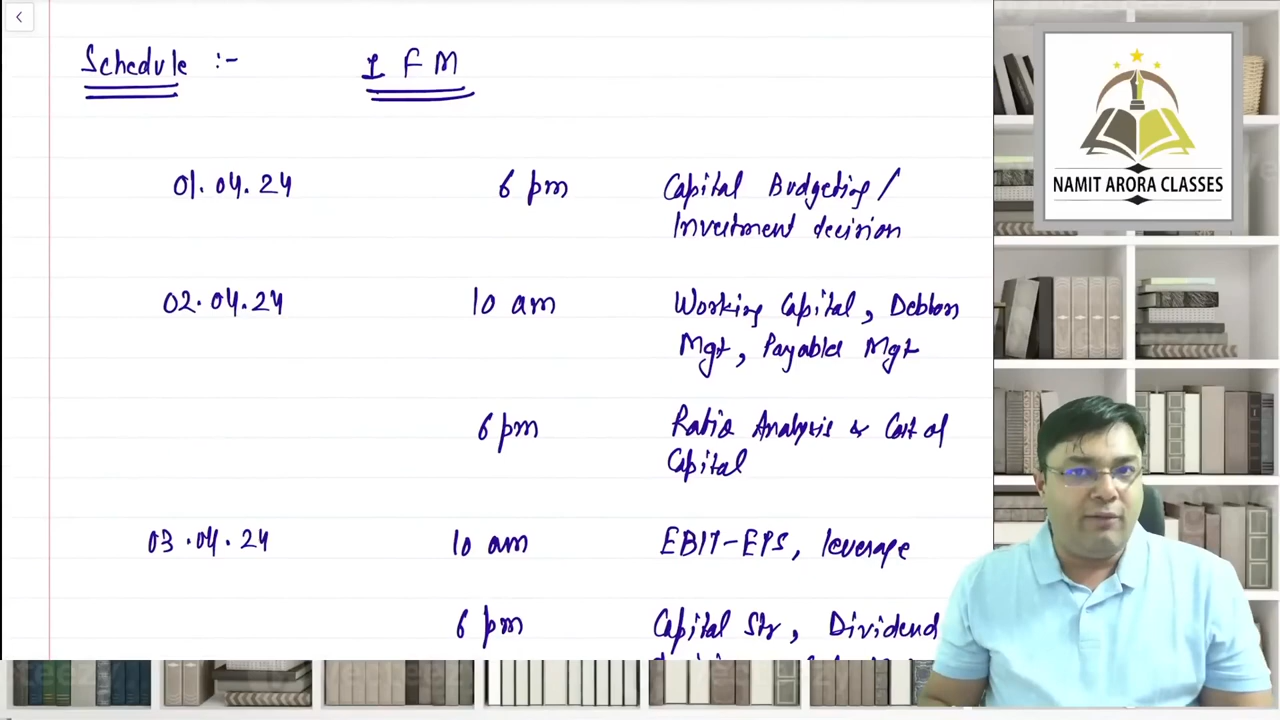 Schedule :- I F M
01.04.24 6 pm Capital Budgeting /
Investment decision
02.04.24 10 am Working Capital, Debtors
Mgt, Payable Mgt
6 pm Ratio Analysis & Cost of
Capital
03.04.24 10 am EBIT-EPS, leverage
6 pm Capital Str, Dividend
NAMIT ARORA CLASSES